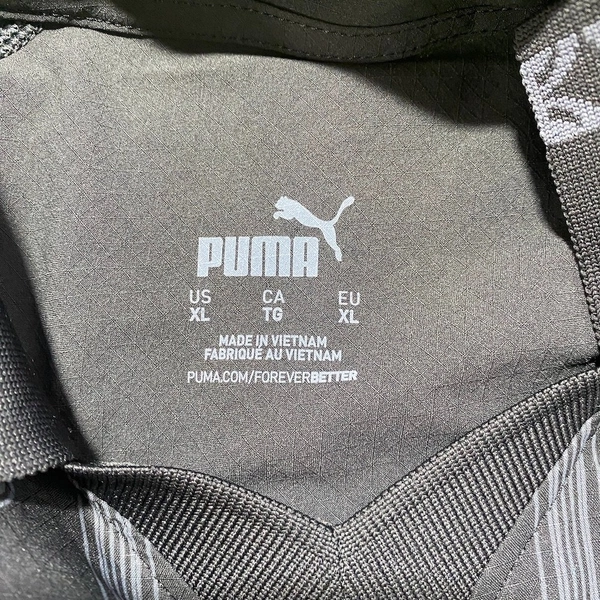 PUMA
US CA EU
XL TG XL
MADE IN VIETNAM
FABRIQUÉ AU VIETNAM
PUMA.COM/FOREVERBETTER